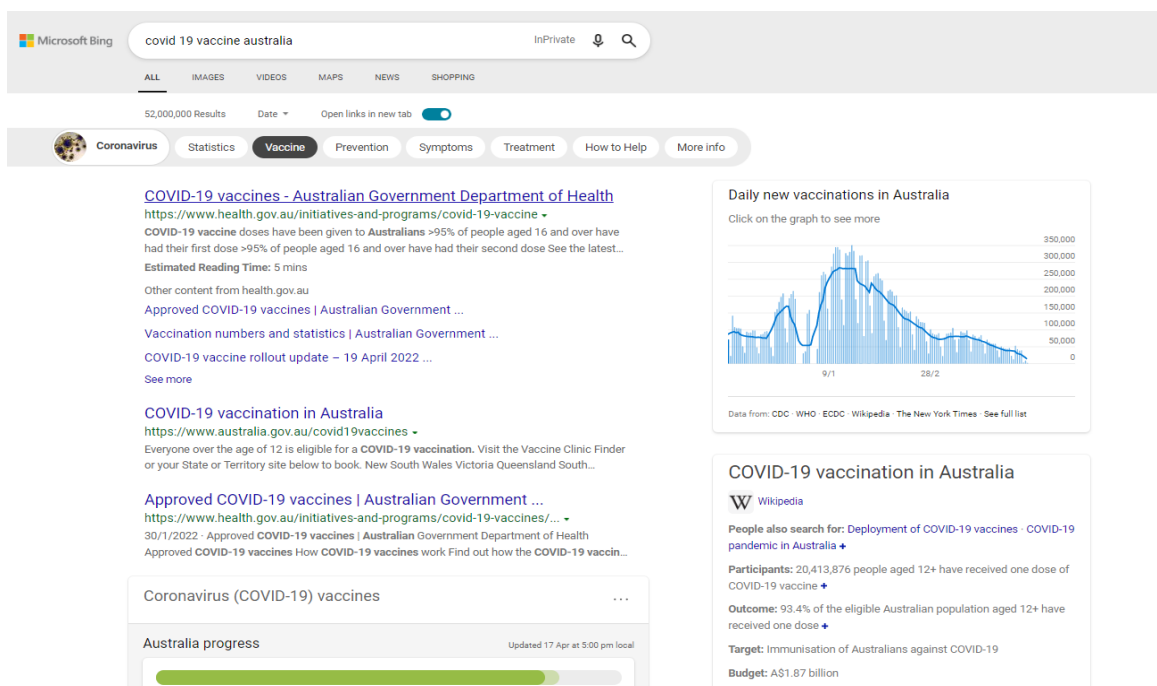 Microsoft Bing
covid 19 vaccine australia
InPrivate
ALL IMAGES VIDEOS MAPS NEWS SHOPPING
52,000,000 Results Date Open links in new tab
Coronavirus Statistics Vaccine Prevention Symptoms Treatment How to Help More info
COVID-19 vaccines - Australian Government Department of Health
https://www.health.gov.au/initiatives-and-programs/covid-19-vaccine
COVID-19 vaccine doses have been given to Australians >95% of people aged 16 and over have
had their first dose >95% of people aged 16 and over have had their second dose See the latest...
Estimated Reading Time: 5 mins
Other content from health.gov.au
Approved COVID-19 vaccines | Australian Government ...
Vaccination numbers and statistics | Australian Government ...
COVID-19 vaccine rollout update – 19 April 2022 ...
See more
COVID-19 vaccination in Australia
https://www.australia.gov.au/covid19vaccines
Everyone over the age of 12 is eligible for a COVID-19 vaccination. Visit the Vaccine Clinic Finder
or your State or Territory site below to book. New South Wales Victoria Queensland South...
Approved COVID-19 vaccines | Australian Government ...
https://www.health.gov.au/initiatives-and-programs/covid-19-vaccines/...
30/1/2022 · Approved COVID-19 vaccines | Australian Government Department of Health
Approved COVID-19 vaccines How COVID-19 vaccines work Find out how the COVID-19 vaccin...
Coronavirus (COVID-19) vaccines
...
Australia progress
Updated 17 Apr at 5:00 pm local
Daily new vaccinations in Australia
Click on the graph to see more
350,000
300,000
250,000
200,000
150,000
100,000
50,000
0
9/1 28/2
Data from: CDC · WHO · ECDC · Wikipedia · The New York Times · See full list
COVID-19 vaccination in Australia
W Wikipedia
People also search for: Deployment of COVID-19 vaccines · COVID-19
pandemic in Australia +
Participants: 20,413,876 people aged 12+ have received one dose of
COVID-19 vaccine +
Outcome: 93.4% of the eligible Australian population aged 12+ have
received one dose +
Target: Immunisation of Australians against COVID-19
Budget: A$1.87 billion